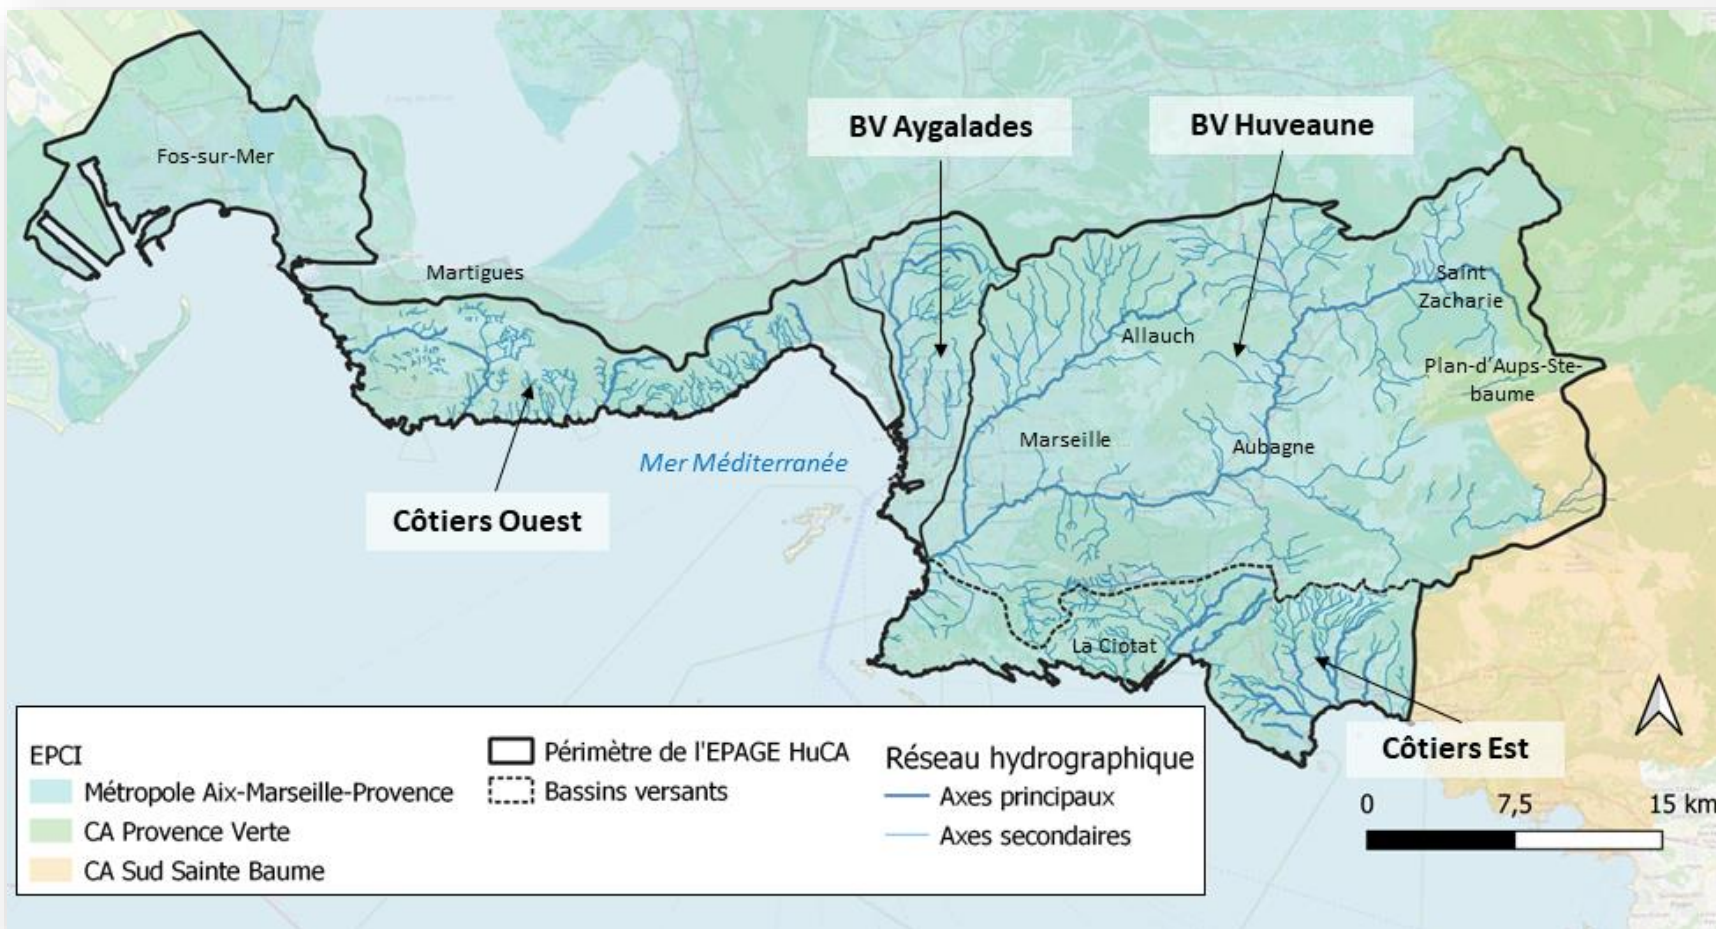 BV Aygalades
BV Huveaune
Fos-sur-Mer
Martigues
Saint
Zacharie
Allauch
Plan-d'Aups-Ste-
baume
Marseille
Aubagne
Mer Méditerranée
Côtiers Ouest
La Ciotat
Côtiers Est
EPCI
Métropole Aix-Marseille-Provence
CA Provence Verte
CA Sud Sainte Baume
Périmètre de l'EPAGE HuCA
Bassins versants
Réseau hydrographique
Axes principaux
Axes secondaires
0 7,5 15 km